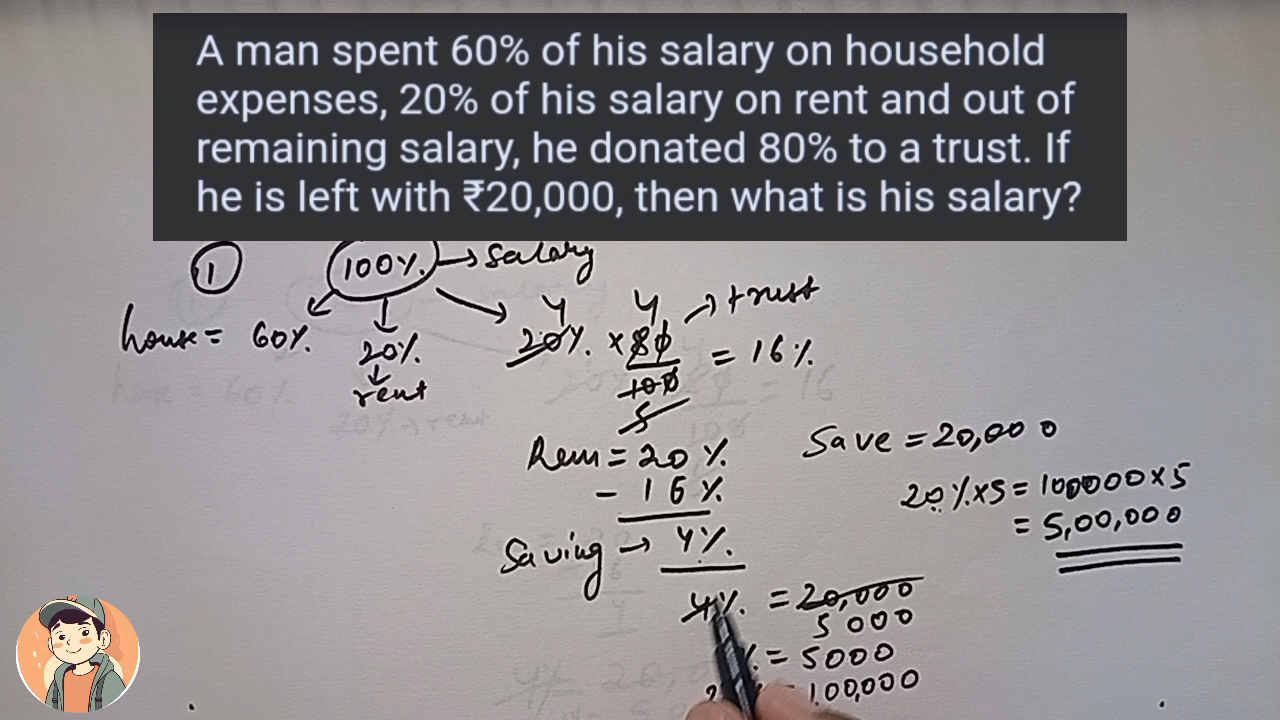 A man spent 60% of his salary on household
expenses, 20% of his salary on rent and out of
remaining salary, he donated 80% to a trust. If
he is left with ₹20,000, then what is his salary?
① 100% → Salary
house = 60% 20% 20% × 80/100 = 16% → trust
rent
4 4
5
Rem = 20%
- 16%
Saving → 4%
4% = 20,000
5000
% = 5000
100,000
Save = 20,000
20% × 5 = 100000 × 5
= 5,00,000